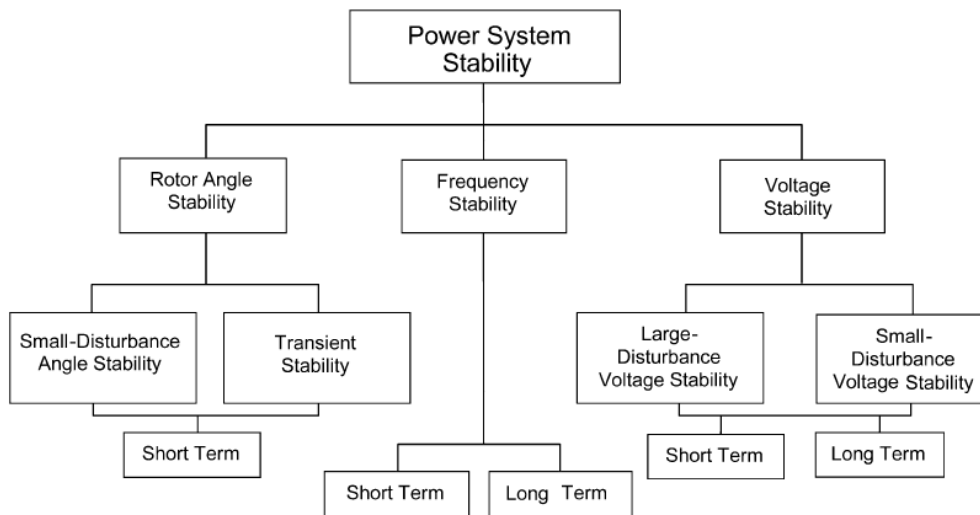 Power System
Stability
Rotor Angle
Stability
Frequency
Stability
Voltage
Stability
Small-Disturbance
Angle Stability
Transient
Stability
Large-
Disturbance
Voltage Stability
Small-
Disturbance
Voltage Stability
Short Term
Short Term
Long Term
Short Term
Long Term